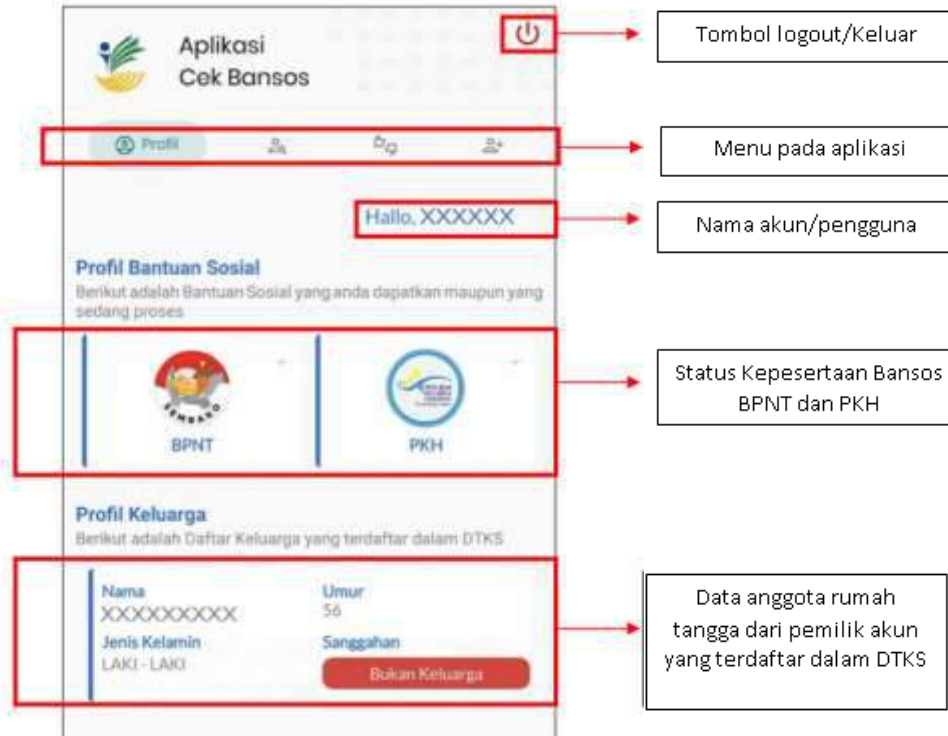 Aplikasi
Cek Bansos
Tombol logout/Keluar
Profil
Menu pada aplikasi
Hallo, XXXXXX
Nama akun/pengguna
Profil Bantuan Sosial
Berikut adalah Bantuan Sosial yang anda dapatkan maupun yang
sedang proses
SEMBAKO
BPNT
PKH
Status Kepesertaan Bansos
BPNT dan PKH
Profil Keluarga
Berikut adalah Daftar Keluarga yang terdaftar dalam DTKS
Nama
XXXXXXXXX
Umur
56
Jenis Kelamin
LAKI - LAKI
Sanggahan
Bukan Keluarga
Data anggota rumah
tangga dari pemilik akun
yang terdaftar dalam DTKS